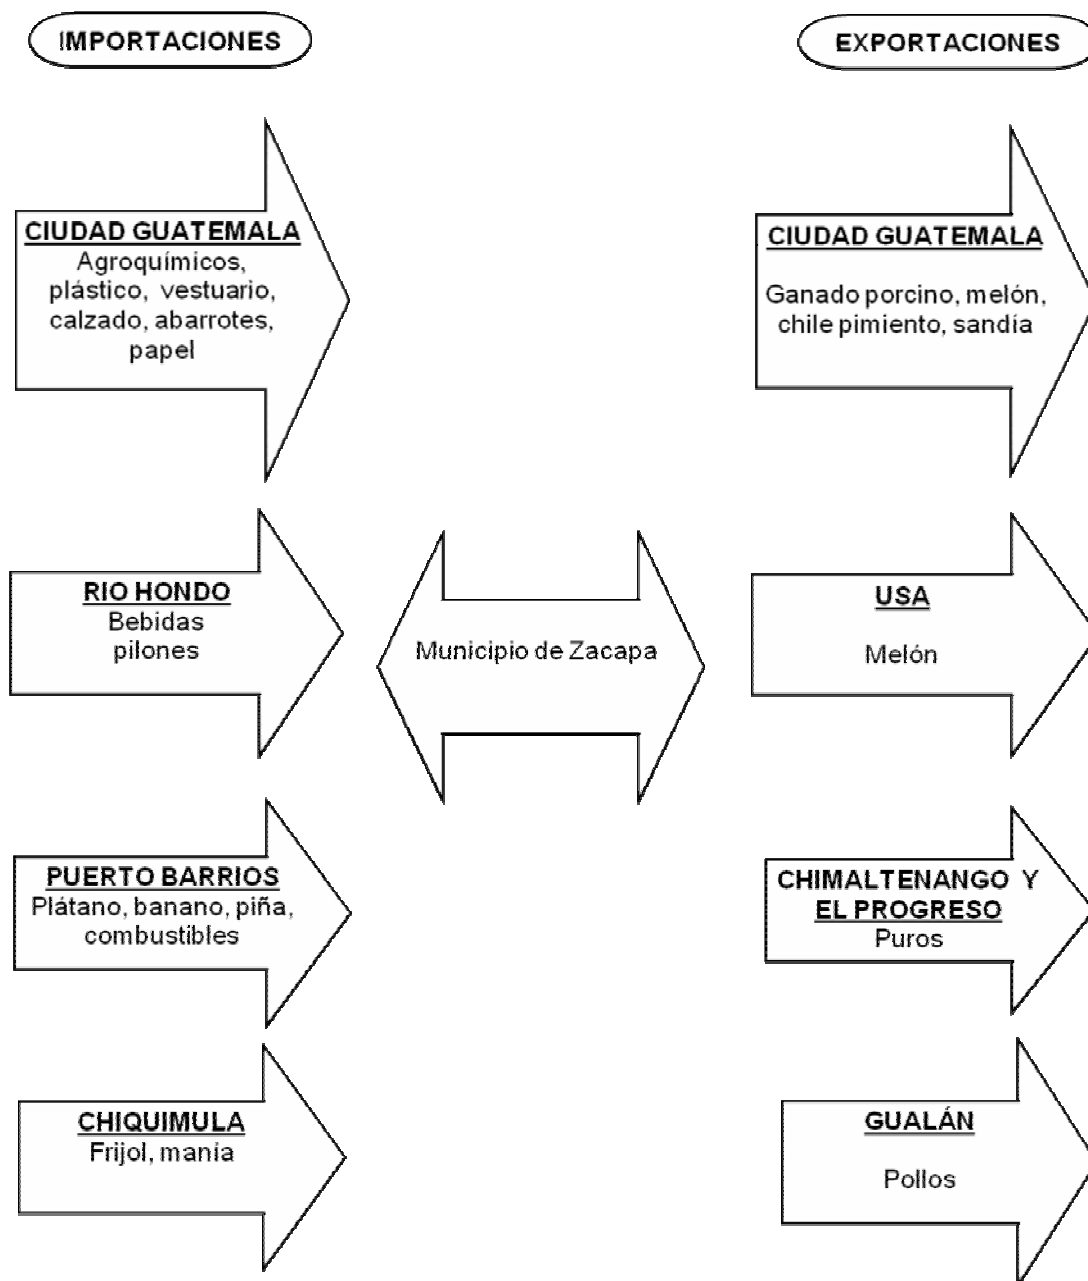 IMPORTACIONES
EXPORTACIONES
CIUDAD GUATEMALA
Agroquímicos,
plástico, vestuario,
calzado, abarrotes,
papel
CIUDAD GUATEMALA
Ganado porcino, melón,
chile pimiento, sandía
RIO HONDO
Bebidas
pilones
Municipio de Zacapa
USA
Melón
PUERTO BARRIOS
Plátano, banano, piña,
combustibles
CHIMALTENANGO Y
EL PROGRESO
Puros
CHIQUIMULA
Frijol, manía
GUALÁN
Pollos